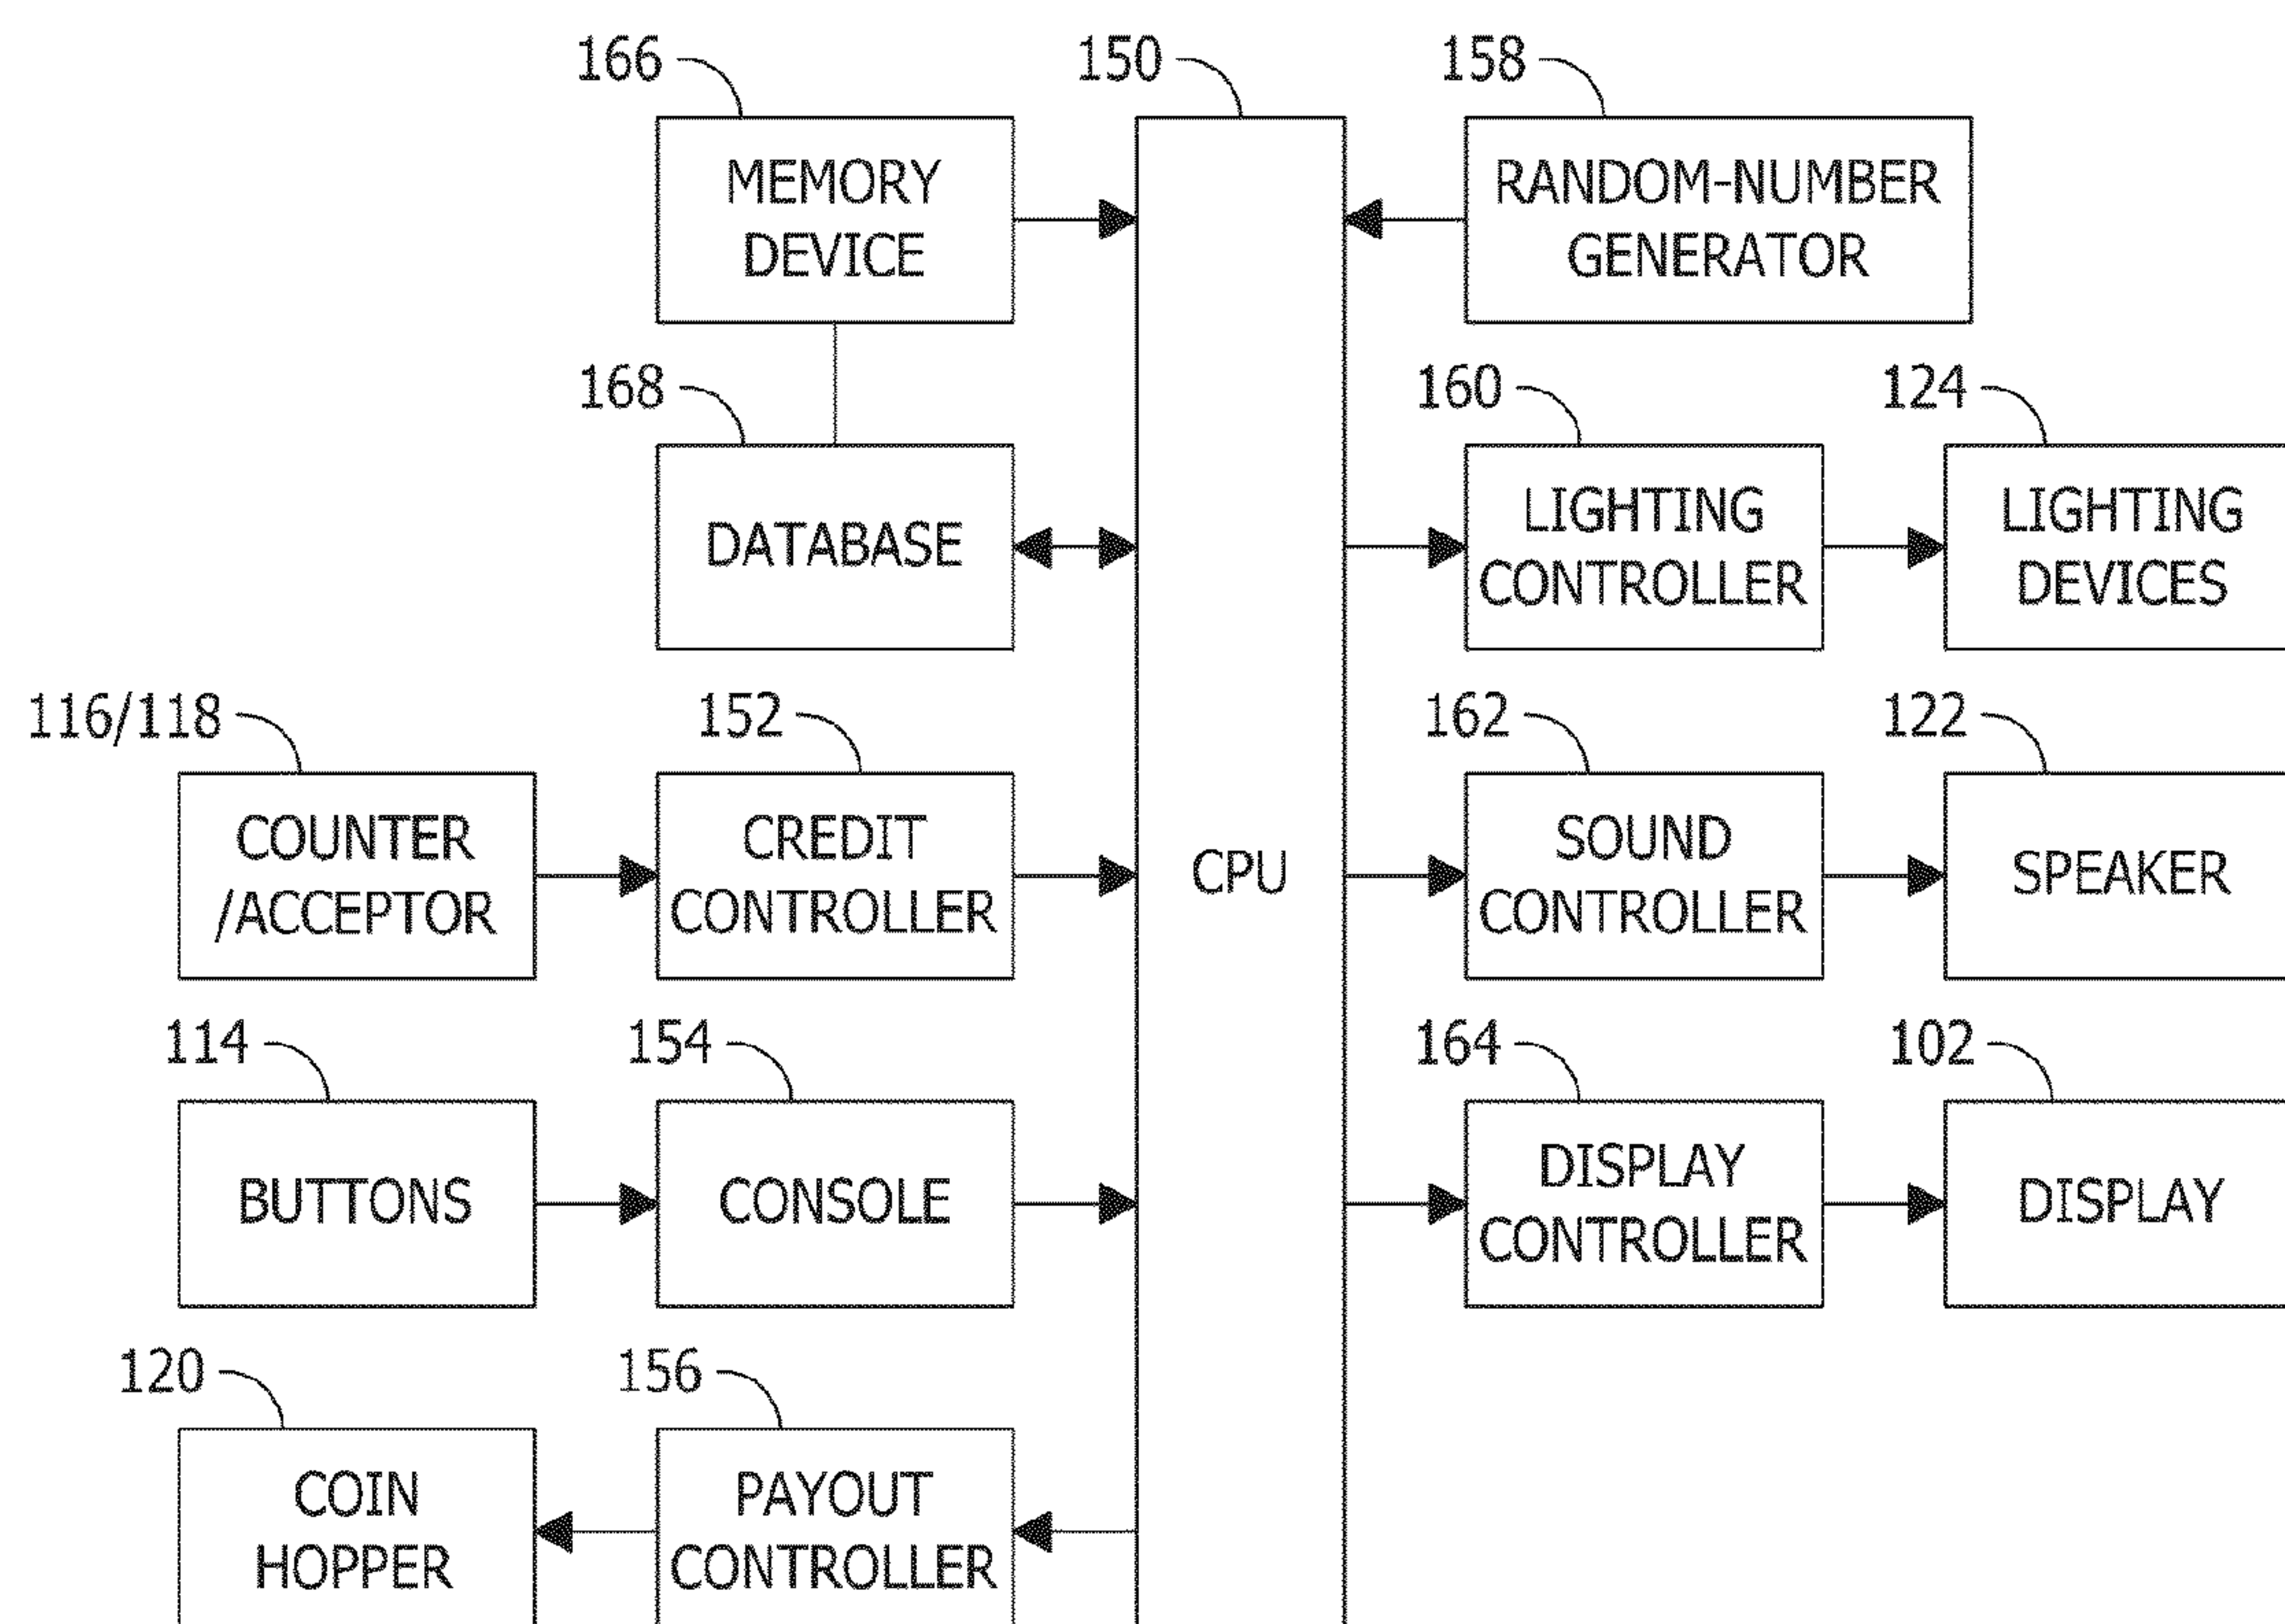 166
150
158
MEMORY
DEVICE
RANDOM-NUMBER
GENERATOR
168
160
124
DATABASE
LIGHTING
CONTROLLER
LIGHTING
DEVICES
116/118
152
162
122
COUNTER
/ACCEPTOR
CREDIT
CONTROLLER
CPU
SOUND
CONTROLLER
SPEAKER
114
154
164
102
BUTTONS
CONSOLE
DISPLAY
CONTROLLER
DISPLAY
120
156
COIN
HOPPER
PAYOUT
CONTROLLER